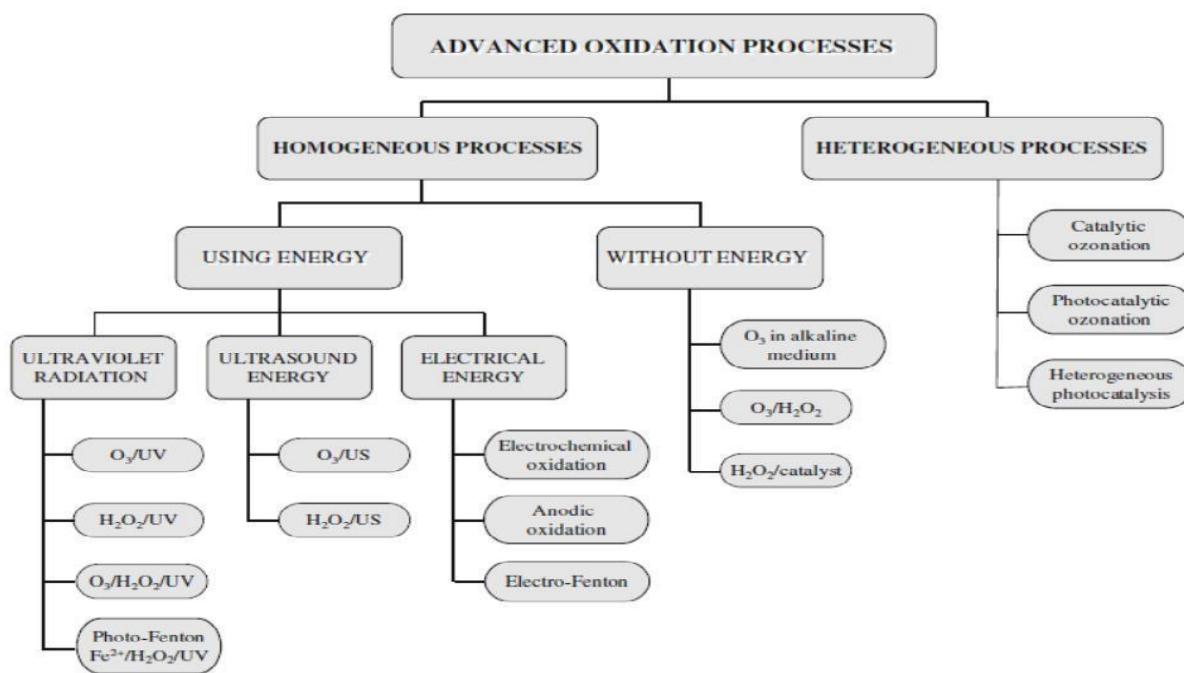 ADVANCED OXIDATION PROCESSES
HOMOGENEOUS PROCESSES
HETEROGENEOUS PROCESSES
USING ENERGY
WITHOUT ENERGY
Catalytic
ozonation
Photocatalytic
ozonation
Heterogeneous
photocatalysis
ULTRAVIOLET
RADIATION
ULTRASOUND
ENERGY
ELECTRICAL
ENERGY
O₃ in alkaline
medium
O₃/H₂O₂
H₂O₂/catalyst
O₃/UV
H₂O₂/UV
O₃/H₂O₂/UV
Photo-Fenton
Fe²⁺/H₂O₂/UV
O₃/US
H₂O₂/US
Electrochemical
oxidation
Anodic
oxidation
Electro-Fenton